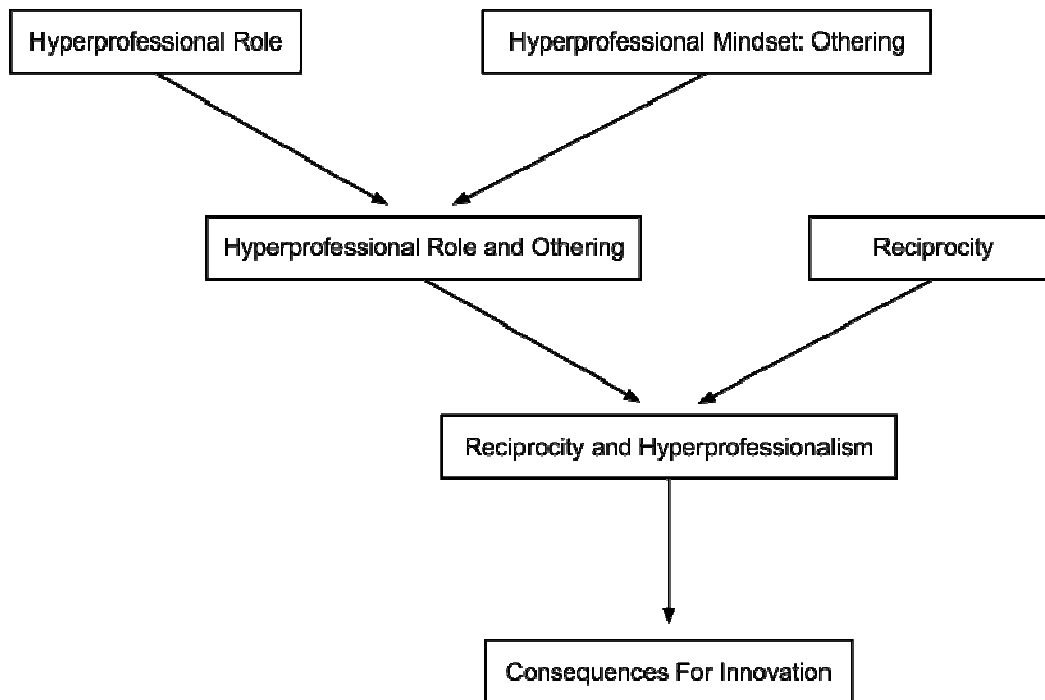 Hyperprofessional Role
Hyperprofessional Mindset: Othering
Hyperprofessional Role and Othering
Reciprocity
Reciprocity and Hyperprofessionalism
Consequences For Innovation